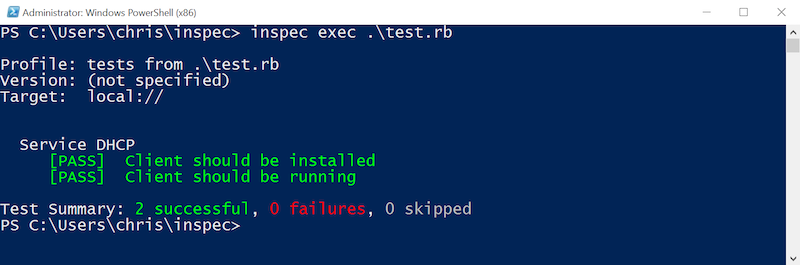 Administrator: Windows PowerShell (x86)
PS C:\Users\chris\inspec> inspec exec .\test.rb
Profile: tests from .\test.rb
Version: (not specified)
Target:  local://
Service DHCP
[PASS]  Client should be installed
[PASS]  Client should be running
Test Summary: 2 successful, 0 failures, 0 skipped
PS C:\Users\chris\inspec>